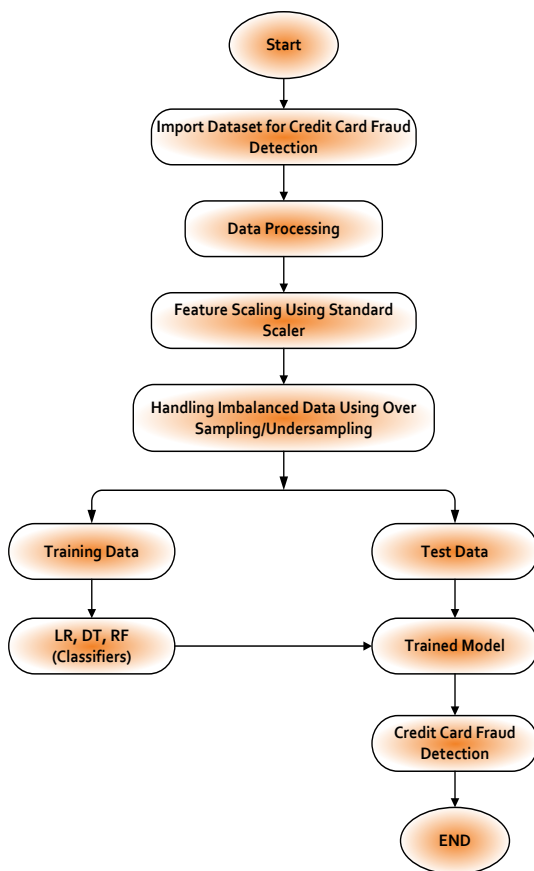 Start
Import Dataset for Credit Card Fraud
Detection
Data Processing
Feature Scaling Using Standard
Scaler
Handling Imbalanced Data Using Over
Sampling/Undersampling
Training Data
Test Data
LR, DT, RF
(Classifiers)
Trained Model
Credit Card Fraud
Detection
END